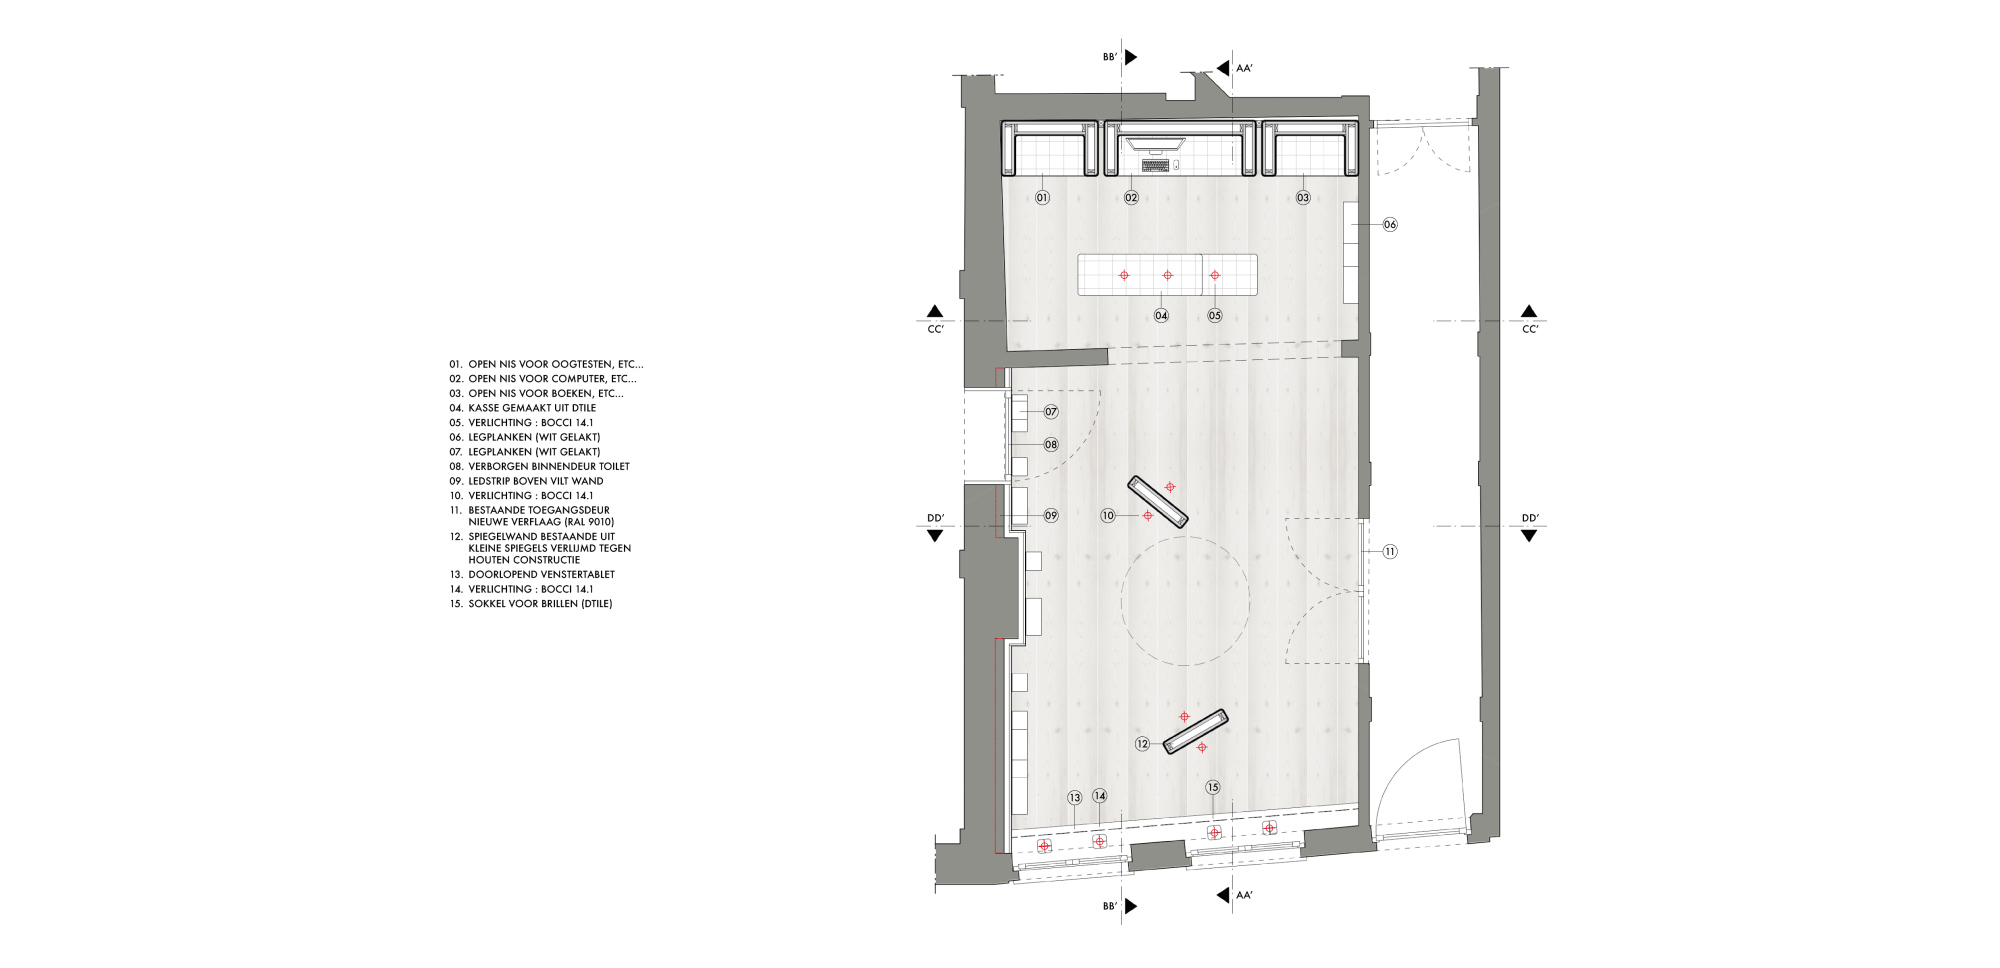 BB'
AA'
01
02
03
06
04
05
CC'
CC'
01. OPEN NIS VOOR OOGTESTEN, ETC...
02. OPEN NIS VOOR COMPUTER, ETC...
03. OPEN NIS VOOR BOEKEN, ETC...
04. KASSE GEMAAKT UIT DTILE
05. VERLICHTING : BOCCI 14.1
06. LEGPLANKEN (WIT GELAKT)
07. LEGPLANKEN (WIT GELAKT)
08. VERBORGEN BINNENDEUR TOILET
09. LEDSTRIP BOVEN VILT WAND
10. VERLICHTING : BOCCI 14.1
11. BESTAANDE TOEGANGSDEUR
NIEUWE VERFLAAG (RAL 9010)
12. SPIEGELWAND BESTAANDE UIT
KLEINE SPIEGELS VERLIJMD TEGEN
HOUTEN CONSTRUCTIE
13. DOORLOPEND VENSTERTABLET
14. VERLICHTING : BOCCI 14.1
15. SOKKEL VOOR BRILLEN (DTILE)
07
08
09
10
DD'
DD'
11
12
13
14
15
BB'
AA'